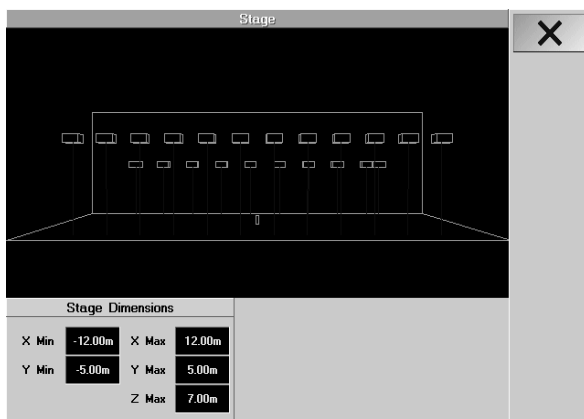 Stage
Stage Dimensions
X Min -12.00m X Max 12.00m
Y Min -5.00m Y Max 5.00m
Z Max 7.00m